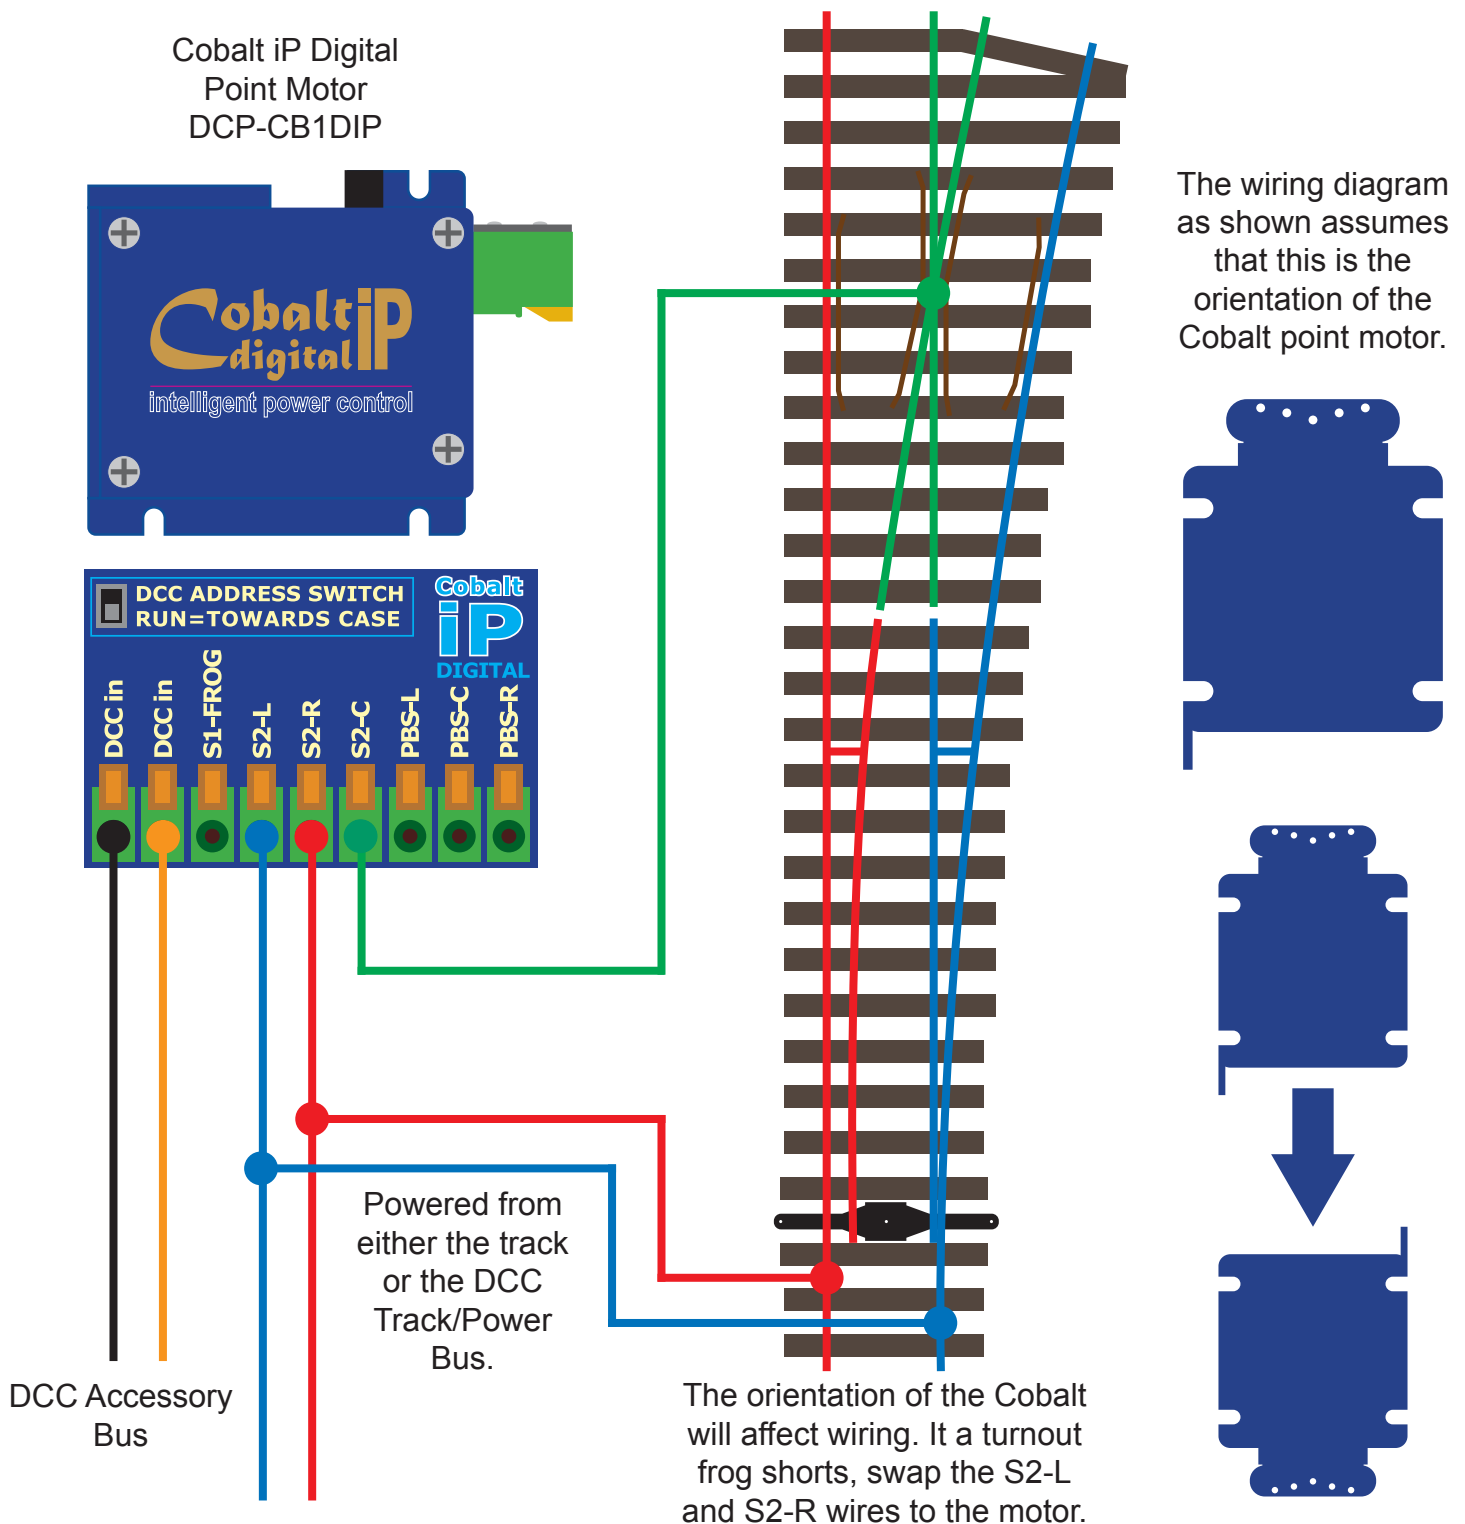 Cobalt iP Digital
Point Motor
DCP-CB1DIP
Cobalt iP
digital
intelligent power control
DCC ADDRESS SWITCH
RUN=TOWARDS CASE
Cobalt
iP
DIGITAL
DCC in
DCC in
S1-FROG
S2-L
S2-R
S2-C
PBS-L
PBS-C
PBS-R
The wiring diagram
as shown assumes
that this is the
orientation of the
Cobalt point motor.
Powered from
either the track
or the DCC
Track/Power
Bus.
DCC Accessory
Bus
The orientation of the Cobalt
will affect wiring. It a turnout
frog shorts, swap the S2-L
and S2-R wires to the motor.